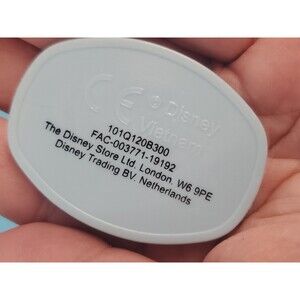 CE © Disney
Vietnam
101Q120B300
FAC-003771-19192
The Disney Store Ltd. London. W6 9PE
Disney Trading BV. Netherlands